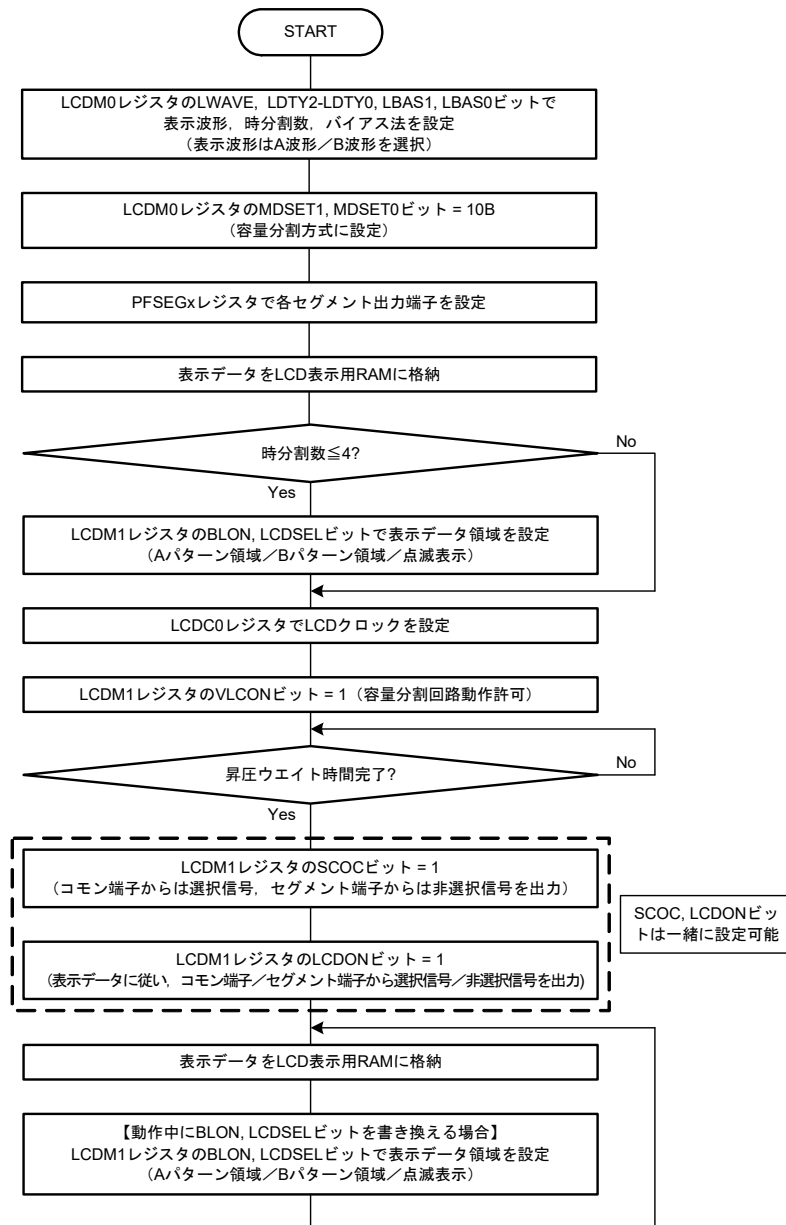 START
LCDM0レジスタのLWAVE, LDTY2-LDTY0, LBAS1, LBAS0ビットで
表示波形，時分割数，バイアス法を設定
（表示波形はA波形／B波形を選択）
LCDM0レジスタのMDSET1, MDSET0ビット = 10B
（容量分割方式に設定）
PFSEGxレジスタで各セグメント出力端子を設定
表示データをLCD表示用RAMに格納
時分割数≦4?
No
Yes
LCDM1レジスタのBLON, LCDSELビットで表示データ領域を設定
（Aパターン領域／Bパターン領域／点滅表示）
LCDC0レジスタでLCDクロックを設定
LCDM1レジスタのVLCONビット = 1（容量分割回路動作許可）
昇圧ウエイト時間完了?
No
Yes
LCDM1レジスタのSCOCビット = 1
（コモン端子からは選択信号，セグメント端子からは非選択信号を出力）
SCOC, LCDONビッ
トは一緒に設定可能
LCDM1レジスタのLCDONビット = 1
(表示データに従い，コモン端子／セグメント端子から選択信号／非選択信号を出力)
表示データをLCD表示用RAMに格納
【動作中にBLON, LCDSELビットを書き換える場合】
LCDM1レジスタのBLON, LCDSELビットで表示データ領域を設定
（Aパターン領域／Bパターン領域／点滅表示）